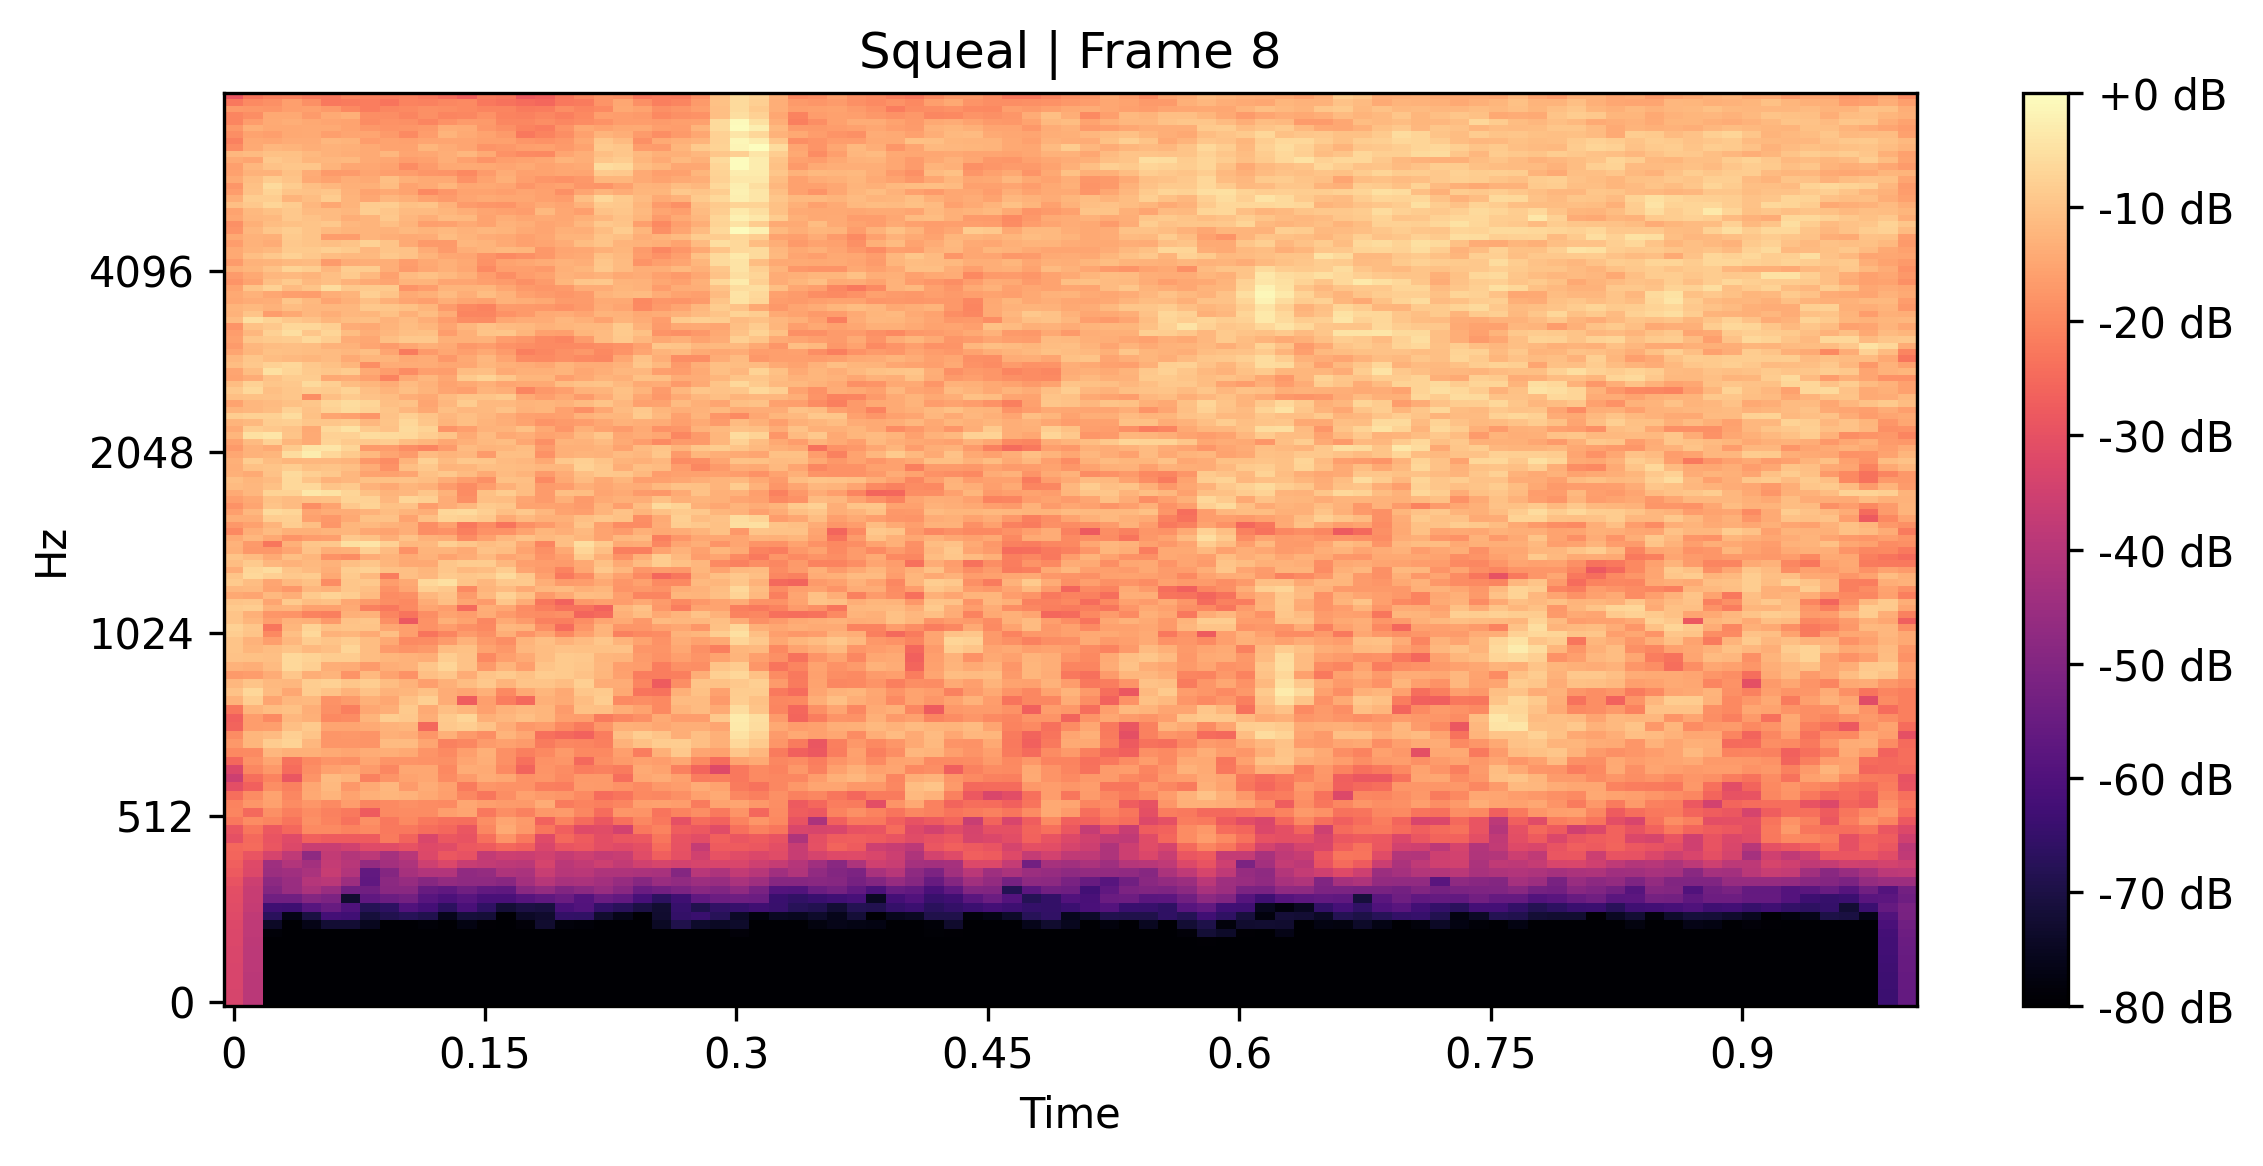 Squeal | Frame 8
Hz
4096
2048
1024
512
0
0 0.15 0.3 0.45 0.6 0.75 0.9
Time
+0 dB
-10 dB
-20 dB
-30 dB
-40 dB
-50 dB
-60 dB
-70 dB
-80 dB